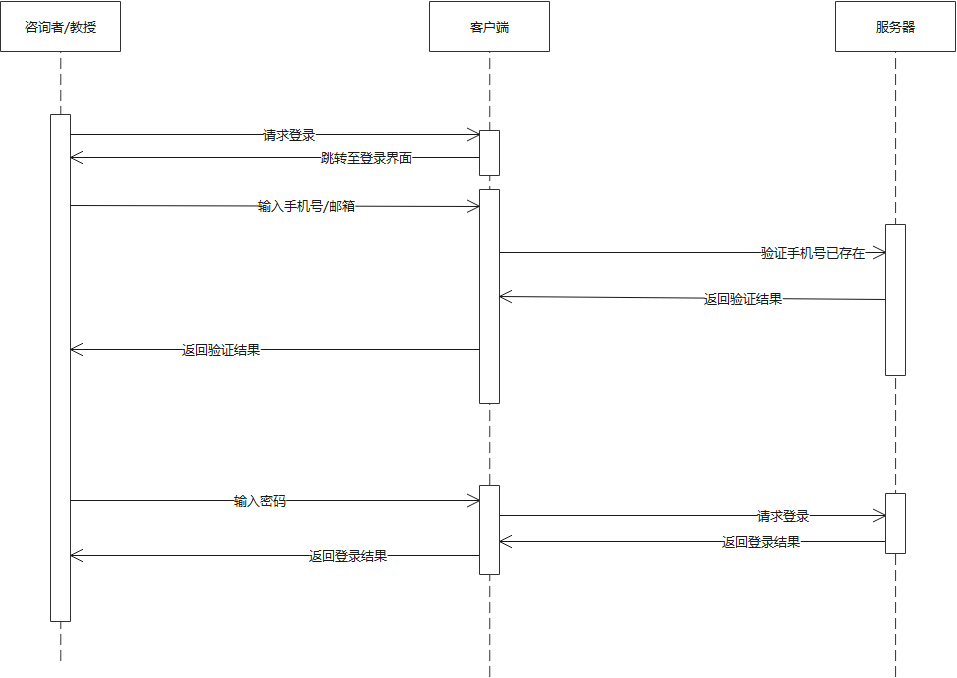 咨询者/教授
客户端
服务器
请求登录
跳转至登录界面
输入手机号/邮箱
验证手机号已存在
返回验证结果
返回验证结果
输入密码
请求登录
返回登录结果
返回登录结果